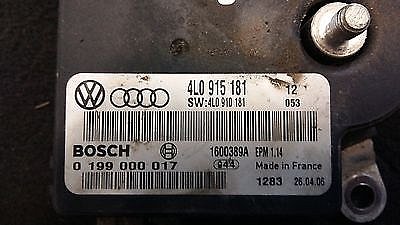 4L0 915 181 12
SW:4L0 910 181 053
BOSCH 1600389A EPM 1.14
0 199 000 017 944 Made in France
1283 26.04.06